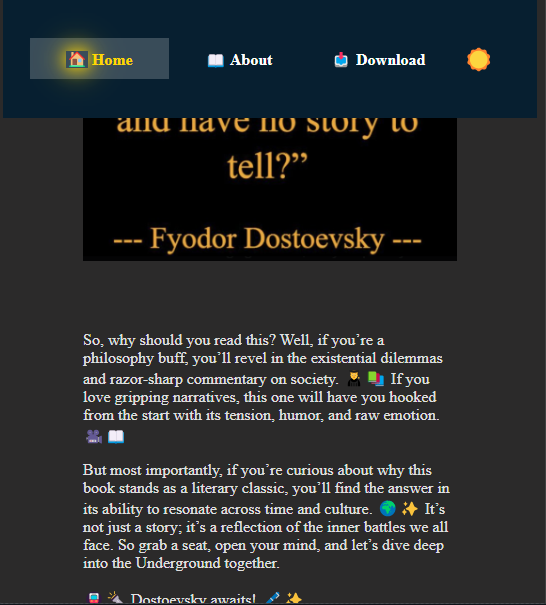 Home About Download
and have no story to
tell?”
--- Fyodor Dostoevsky ---
So, why should you read this? Well, if you’re a
philosophy buff, you’ll revel in the existential dilemmas
and razor-sharp commentary on society. If you
love gripping narratives, this one will have you hooked
from the start with its tension, humor, and raw emotion.
But most importantly, if you’re curious about why this
book stands as a literary classic, you’ll find the answer in
its ability to resonate across time and culture. It’s
not just a story; it’s a reflection of the inner battles we all
face. So grab a seat, open your mind, and let’s dive deep
into the Underground together.
Dostoevsky awaits!